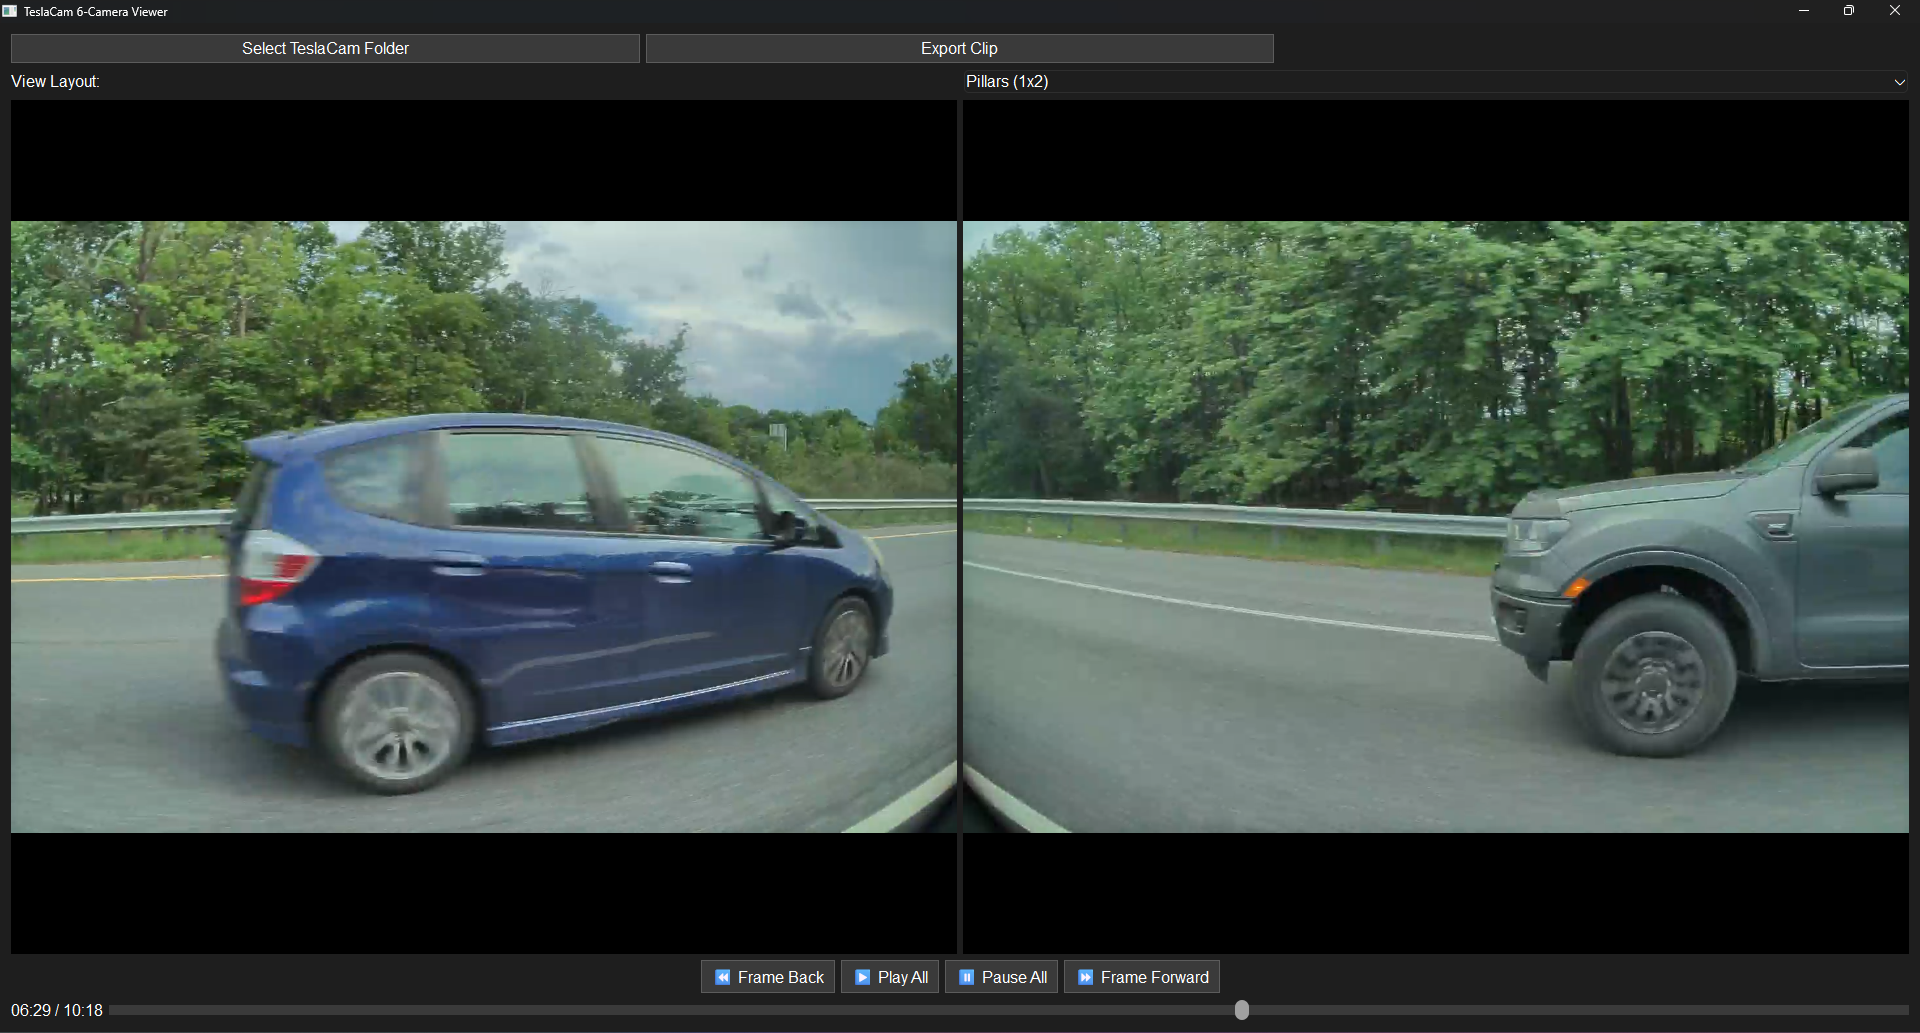 TeslaCam 6-Camera Viewer
Select TeslaCam Folder
Export Clip
View Layout:
Pillars (1x2)
Frame Back
Play All
Pause All
Frame Forward
06:29 / 10:18